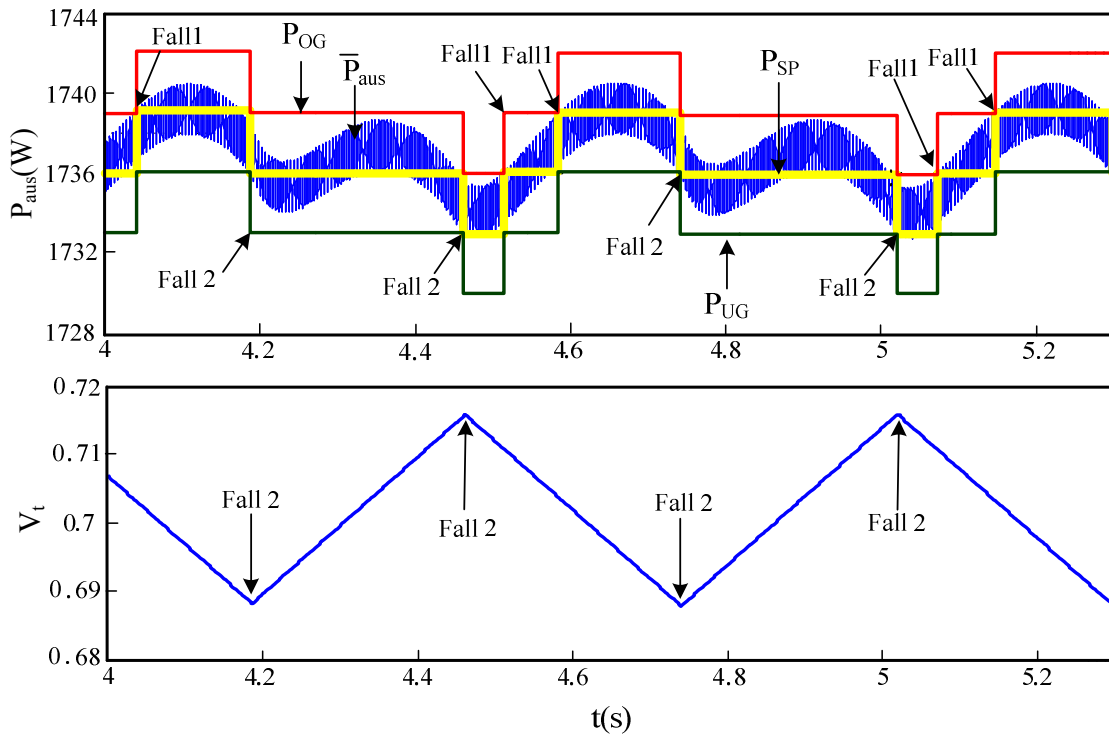 1744
1740
1736
1732
1728
P_aus(W)
Fall1
P_OG
P̅_aus
Fall1
Fall1
P_SP
Fall1
Fall1
Fall 2
Fall 2
Fall 2
P_UG
Fall 2
4
4.2
4.4
4.6
4.8
5
5.2
0.72
0.71
0.7
0.69
0.68
V_t
Fall 2
Fall 2
Fall 2
Fall 2
4
4.2
4.4
4.6
4.8
5
5.2
t(s)